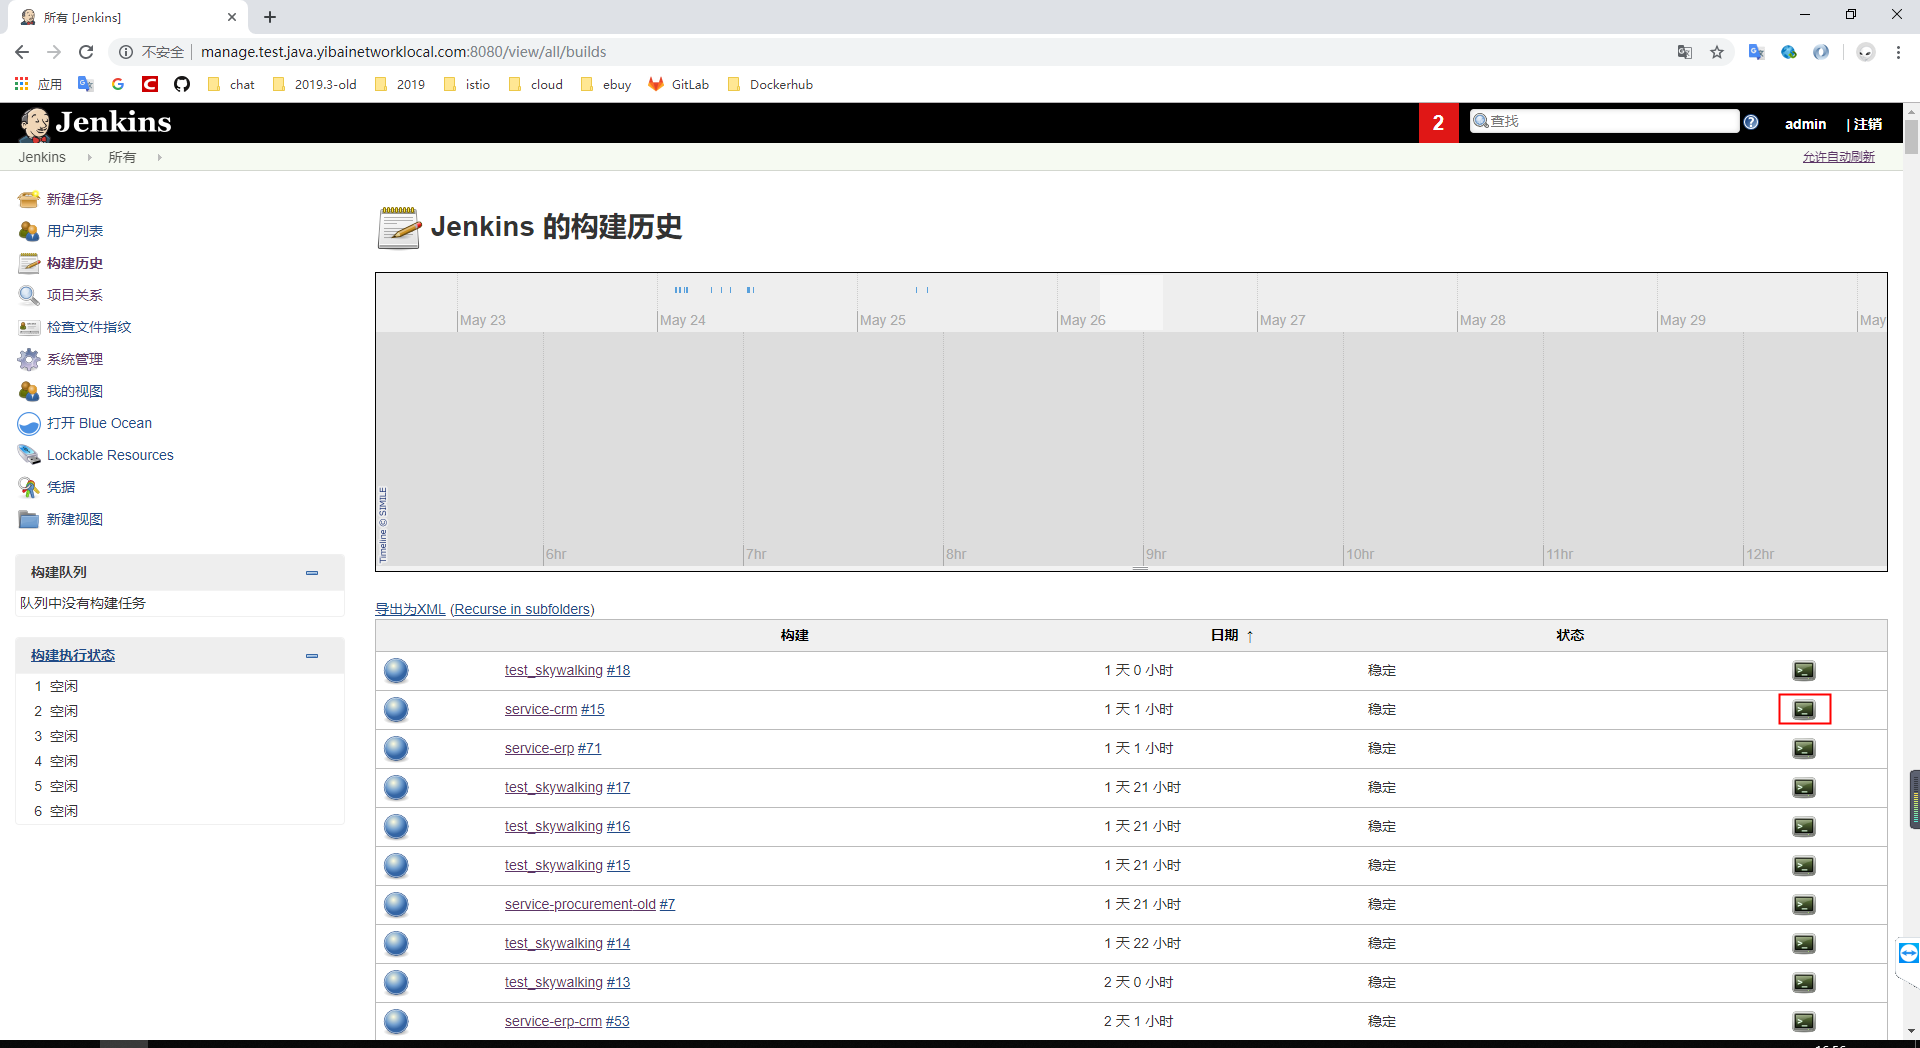 所有 [Jenkins]
不安全 manage.test.java.yibainetworklocal.com:8080/view/all/builds
应用 chat 2019.3-old 2019 istio cloud ebuy GitLab Dockerhub
Jenkins 2 查找 admin | 注销
Jenkins 所有 允许自动刷新
新建任务
用户列表
构建历史
项目关系
检查文件指纹
系统管理
我的视图
打开 Blue Ocean
Lockable Resources
凭据
新建视图
构建队列
队列中没有构建任务
构建执行状态
1 空闲
2 空闲
3 空闲
4 空闲
5 空闲
6 空闲
Jenkins 的构建历史
May 23 May 24 May 25 May 26 May 27 May 28 May 29 May
Timeline © SIMILE
6hr 7hr 8hr 9hr 10hr 11hr 12hr
导出为XML (Recurse in subfolders)
构建 日期 ↑ 状态
test_skywalking #18 1 天 0 小时 稳定
service-crm #15 1 天 1 小时 稳定
service-erp #71 1 天 1 小时 稳定
test_skywalking #17 1 天 21 小时 稳定
test_skywalking #16 1 天 21 小时 稳定
test_skywalking #15 1 天 21 小时 稳定
service-procurement-old #7 1 天 21 小时 稳定
test_skywalking #14 1 天 22 小时 稳定
test_skywalking #13 2 天 0 小时 稳定
service-erp-crm #53 2 天 1 小时 稳定